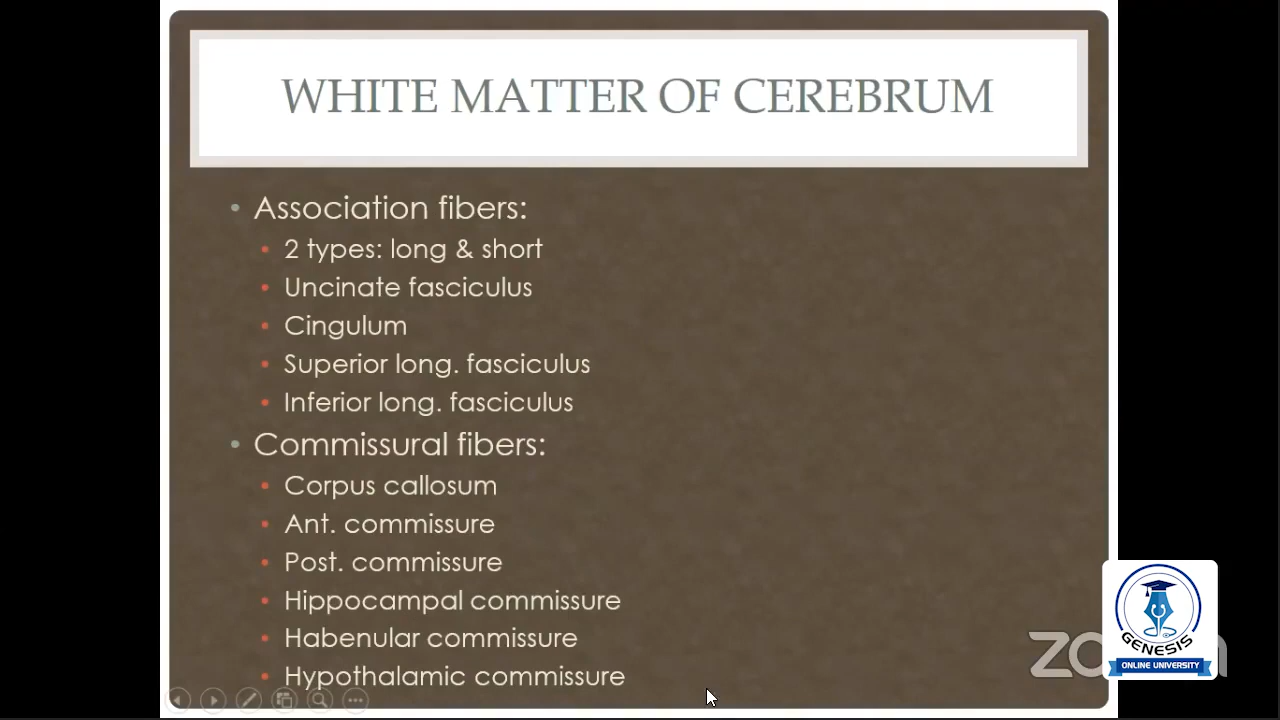 WHITE MATTER OF CEREBRUM
• Association fibers:
• 2 types: long & short
• Uncinate fasciculus
• Cingulum
• Superior long. fasciculus
• Inferior long. fasciculus
• Commissural fibers:
• Corpus callosum
• Ant. commissure
• Post. commissure
• Hippocampal commissure
• Habenular commissure
• Hypothalamic commissure
GENESIS
ONLINE UNIVERSITY